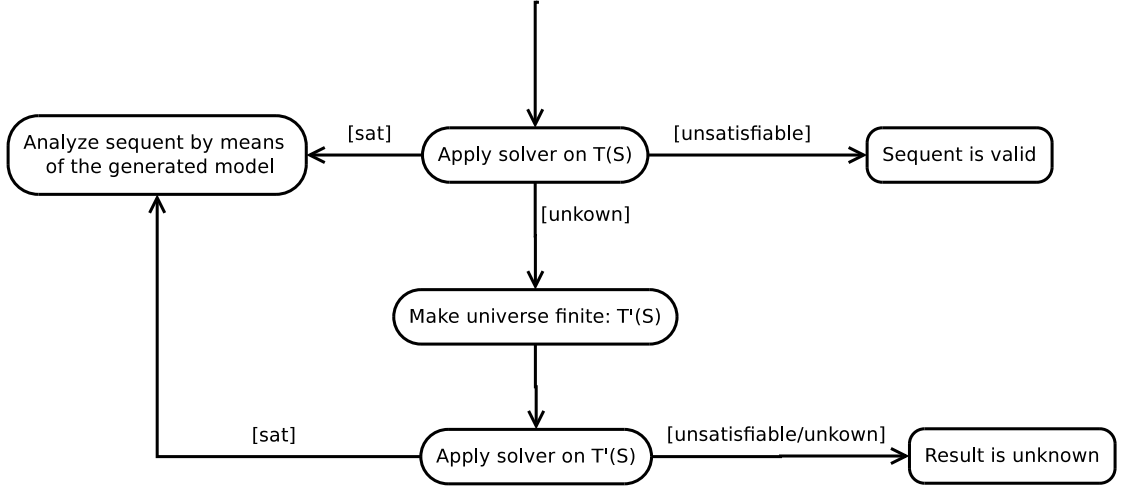 [sat]
[unsatisfiable]
Analyze sequent by means
of the generated model
Apply solver on T(S)
Sequent is valid
[unkown]
Make universe finite: T'(S)
[sat]
[unsatisfiable/unkown]
Apply solver on T'(S)
Result is unknown